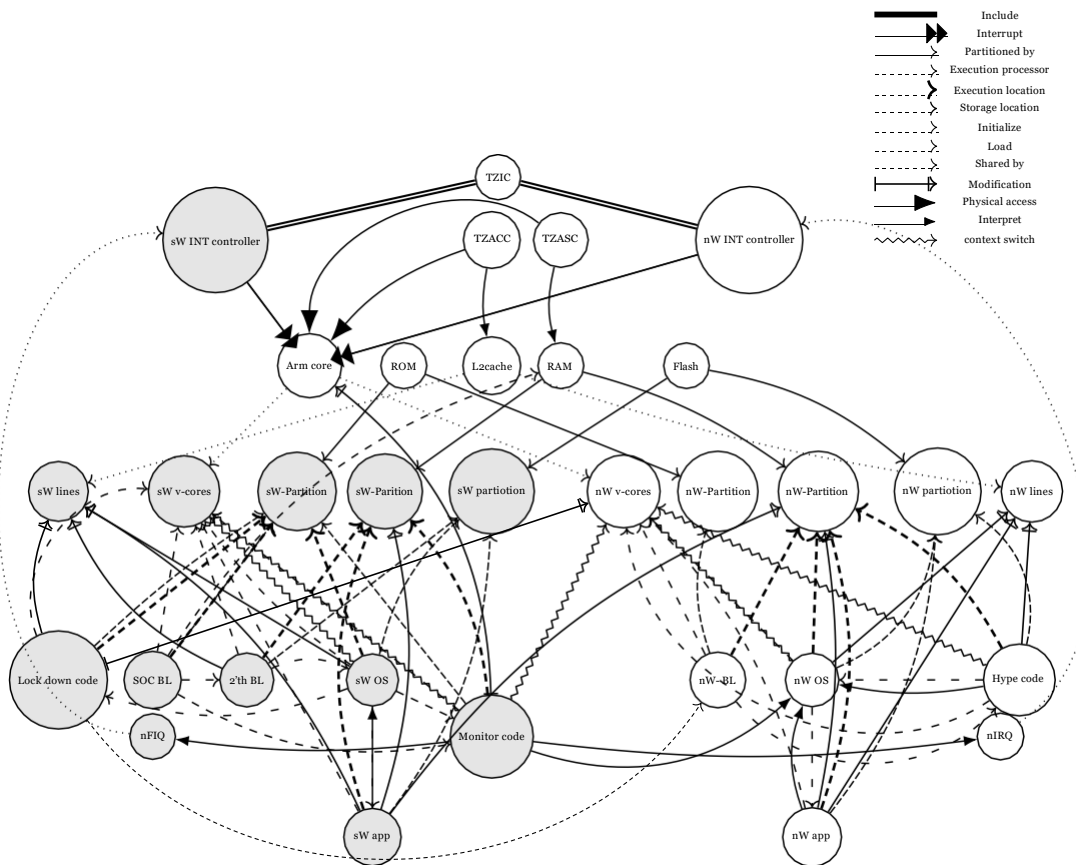 Include
Interrupt
Partitioned by
Execution processor
Execution location
Storage location
Initialize
Load
Shared by
Modification
Physical access
Interpret
context switch
TZIC
sW INT controller
TZACC
TZASC
nW INT controller
Arm core
ROM
L2cache
RAM
Flash
sW lines
sW v-cores
sW-Partition
sW-Parition
sW partiotion
nW v-cores
nW-Partition
nW-Partition
nW partiotion
nW lines
Lock down code
SOC BL
2'th BL
sW OS
nW-BL
nW OS
Hype code
nFIQ
Monitor code
nIRQ
sW app
nW app